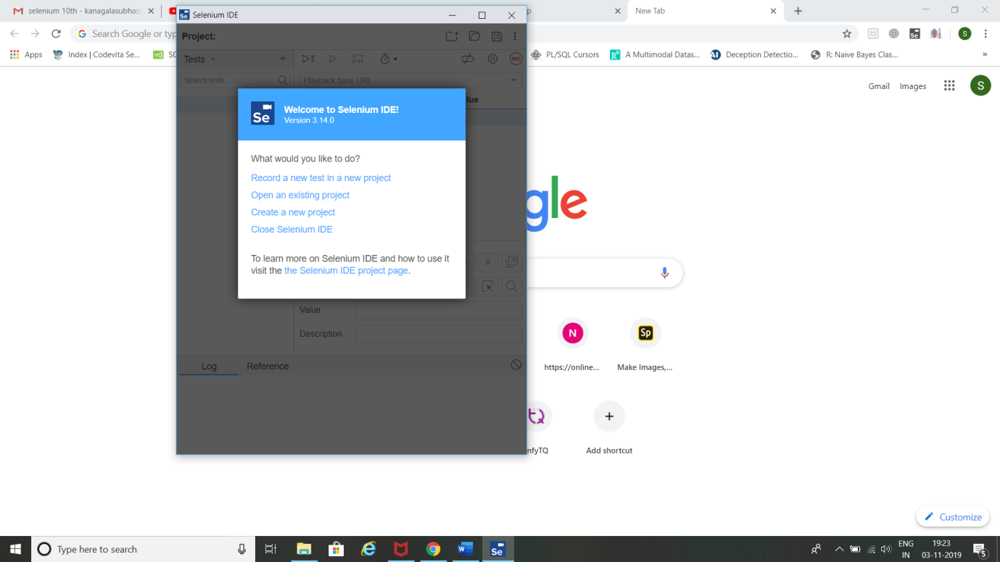 selenium 10th - kanagalasubhas
Selenium IDE
New Tab
Search Google or typ
Project:
Apps
Index | Codevita Se...
Tests
PL/SQL Cursors
A Multimodal Datas...
Deception Detectio...
R: Naive Bayes Clas...
REC
Search tests...
Playback base URL
Gmail
Images
S
lue
Se
Welcome to Selenium IDE!
Version 3.14.0
What would you like to do?
Record a new test in a new project
Open an existing project
Create a new project
Close Selenium IDE
gle
To learn more on Selenium IDE and how to use it
visit the the Selenium IDE project page.
//
Value
Description
N
Sp
https://online...
Make Images,...
Log
Reference
nfyTQ
Add shortcut
Customize
Type here to search
ENG
IN
19:23
03-11-2019
5